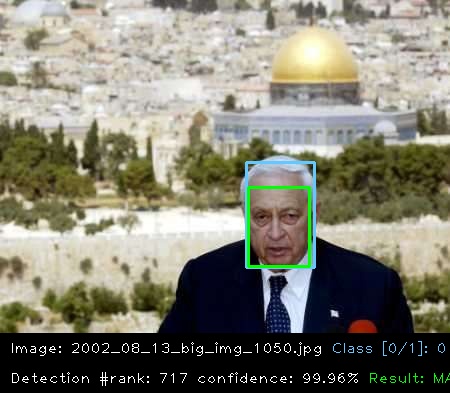 Image: 2002_08_13_big_img_1050.jpg Class [0/1]: 0
Detection #rank: 717 confidence: 99.96% Result: MA